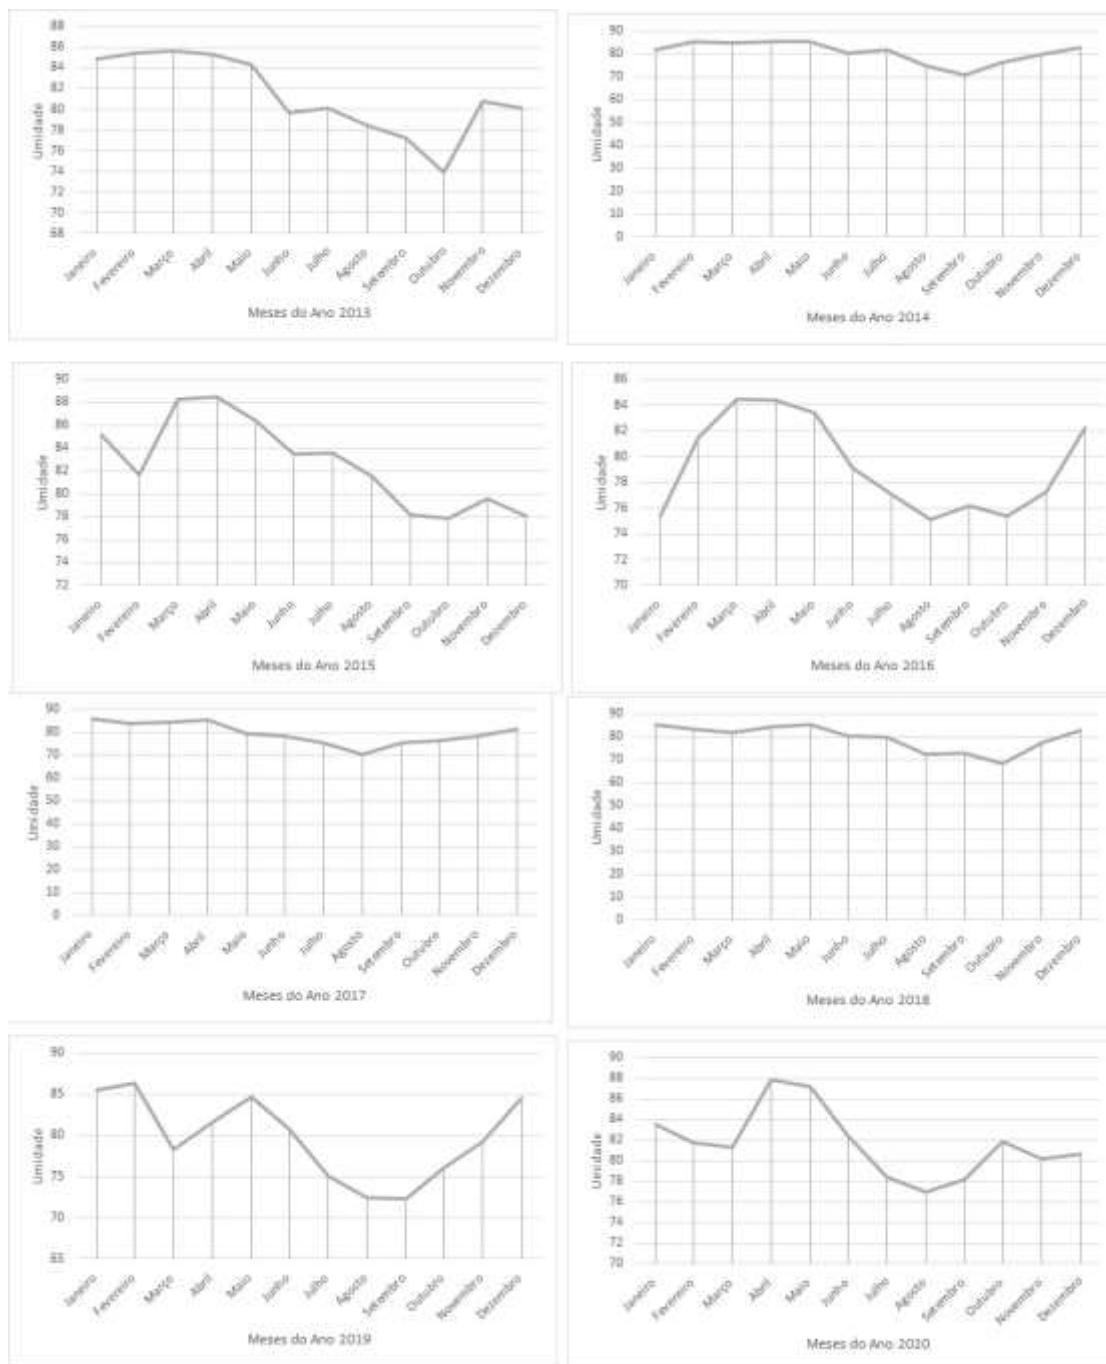 88
86
84
82
80
78
76
74
72
70
68
Umidade
Janeiro
Fevereiro
Março
Abril
Maio
Junho
Julho
Agosto
Setembro
Outubro
Novembro
Dezembro
Meses do Ano 2013
90
80
70
60
50
40
30
20
10
0
Umidade
Janeiro
Fevereiro
Março
Abril
Maio
Junho
Julho
Agosto
Setembro
Outubro
Novembro
Dezembro
Meses do Ano 2014
90
88
86
84
82
80
78
76
74
72
Umidade
Janeiro
Fevereiro
Março
Abril
Maio
Junho
Julho
Agosto
Setembro
Outubro
Novembro
Dezembro
Meses do Ano 2015
86
84
82
80
78
76
74
72
70
Umidade
Janeiro
Fevereiro
Março
Abril
Maio
Junho
Julho
Agosto
Setembro
Outubro
Novembro
Dezembro
Meses do Ano 2016
90
80
70
60
50
40
30
20
10
0
Umidade
Janeiro
Fevereiro
Março
Abril
Maio
Junho
Julho
Agosto
Setembro
Outubro
Novembro
Dezembro
Meses do Ano 2017
90
80
70
60
50
40
30
20
10
0
Umidade
Janeiro
Fevereiro
Março
Abril
Maio
Junho
Julho
Agosto
Setembro
Outubro
Novembro
Dezembro
Meses do Ano 2018
90
85
80
75
70
65
Umidade
Janeiro
Fevereiro
Março
Abril
Maio
Junho
Julho
Agosto
Setembro
Outubro
Novembro
Dezembro
Meses do Ano 2019
90
88
86
84
82
80
78
76
74
72
70
Umidade
Janeiro
Fevereiro
Março
Abril
Maio
Junho
Julho
Agosto
Setembro
Outubro
Novembro
Dezembro
Meses do Ano 2020